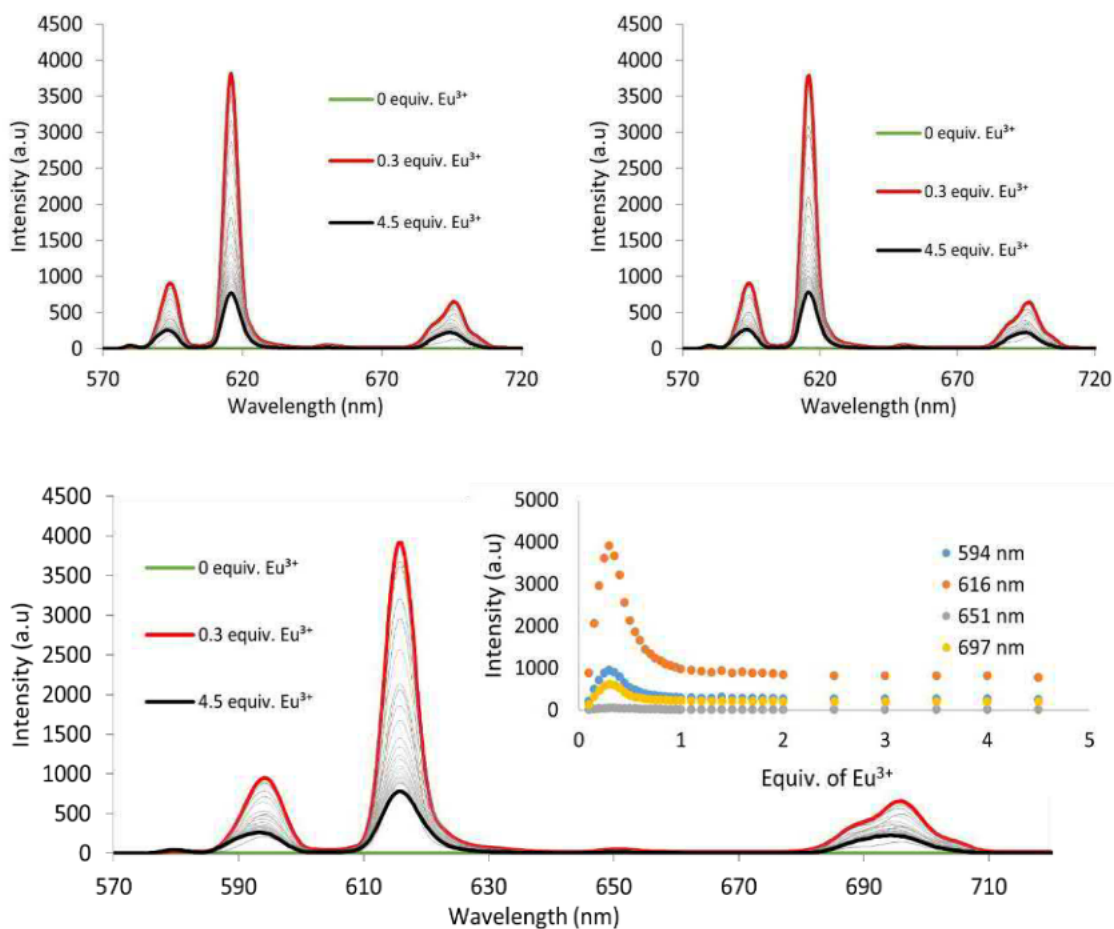 4500
4000
3500
3000
2500
2000
1500
1000
500
0
Intensity (a.u)
0 equiv. Eu³⁺
0.3 equiv. Eu³⁺
4.5 equiv. Eu³⁺
570 620 670 720
Wavelength (nm)
4500
4000
3500
3000
2500
2000
1500
1000
500
0
Intensity (a.u)
0 equiv. Eu³⁺
0.3 equiv. Eu³⁺
4.5 equiv. Eu³⁺
570 620 670 720
Wavelength (nm)
4500
4000
3500
3000
2500
2000
1500
1000
500
0
Intensity (a.u)
0 equiv. Eu³⁺
0.3 equiv. Eu³⁺
4.5 equiv. Eu³⁺
570 590 610 630 650 670 690 710
Wavelength (nm)
5000
4000
3000
2000
1000
0
Intensity (a.u)
594 nm
616 nm
651 nm
697 nm
0 1 2 3 4 5
Equiv. of Eu³⁺